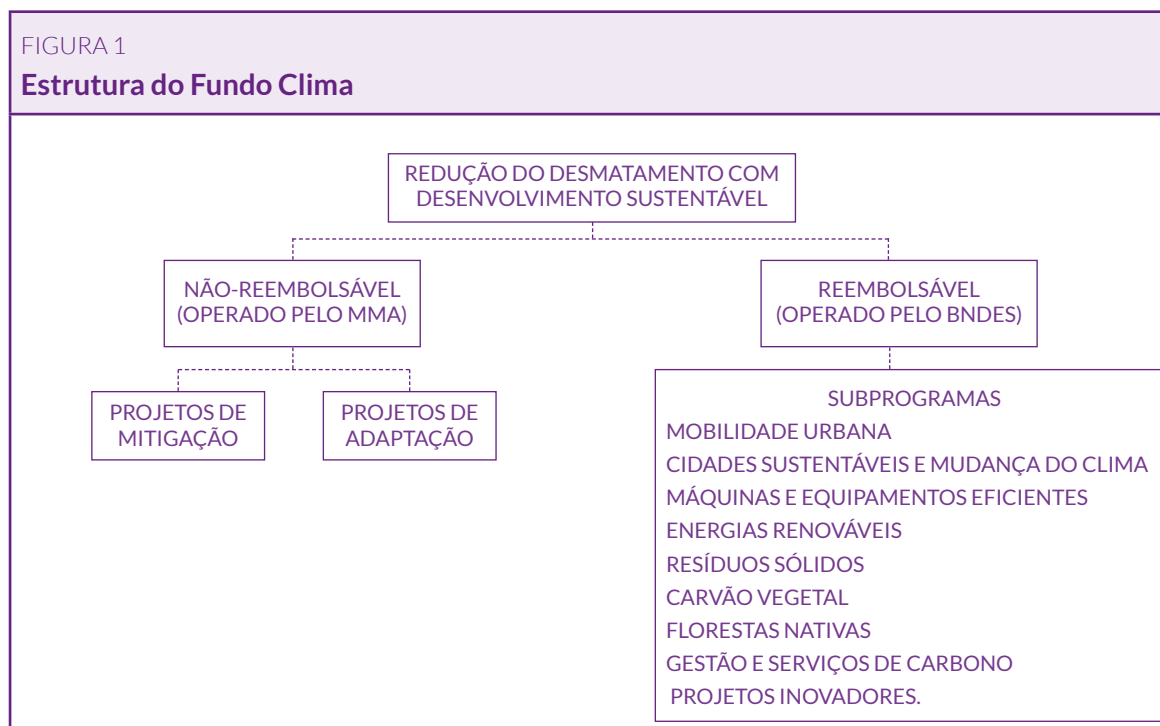 FIGURA 1
Estrutura do Fundo Clima
REDUÇÃO DO DESMATAMENTO COM
DESENVOLVIMENTO SUSTENTÁVEL
NÃO-REEMBOLSÁVEL
(OPERADO PELO MMA)
REEMBOLSÁVEL
(OPERADO PELO BNDES)
PROJETOS DE
MITIGAÇÃO
PROJETOS DE
ADAPTAÇÃO
SUBPROGRAMAS
MOBILIDADE URBANA
CIDADES SUSTENTÁVEIS E MUDANÇA DO CLIMA
MÁQUINAS E EQUIPAMENTOS EFICIENTES
ENERGIAS RENOVÁVEIS
RESÍDUOS SÓLIDOS
CARVÃO VEGETAL
FLORESTAS NATIVAS
GESTÃO E SERVIÇOS DE CARBONO
PROJETOS INOVADORES.